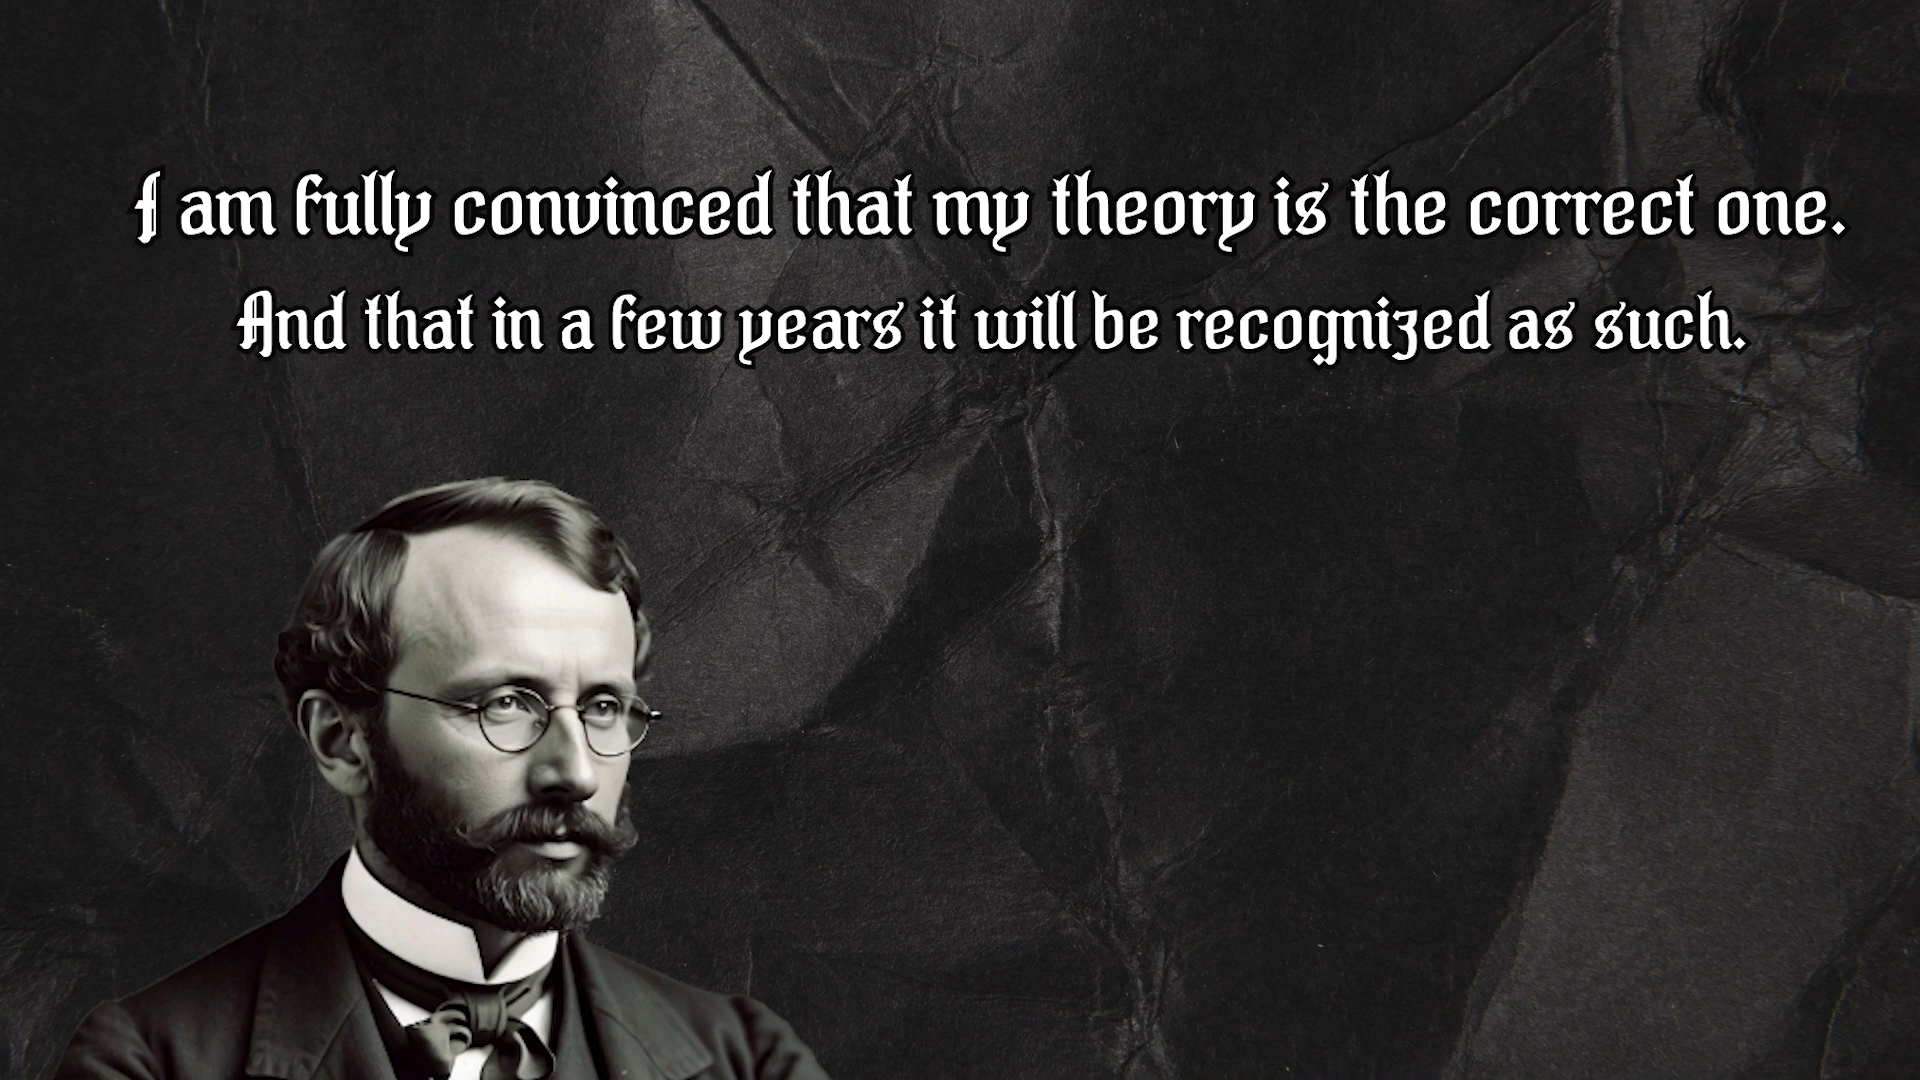 I am fully convinced that my theory is the correct one.
And that in a few years it will be recognized as such.